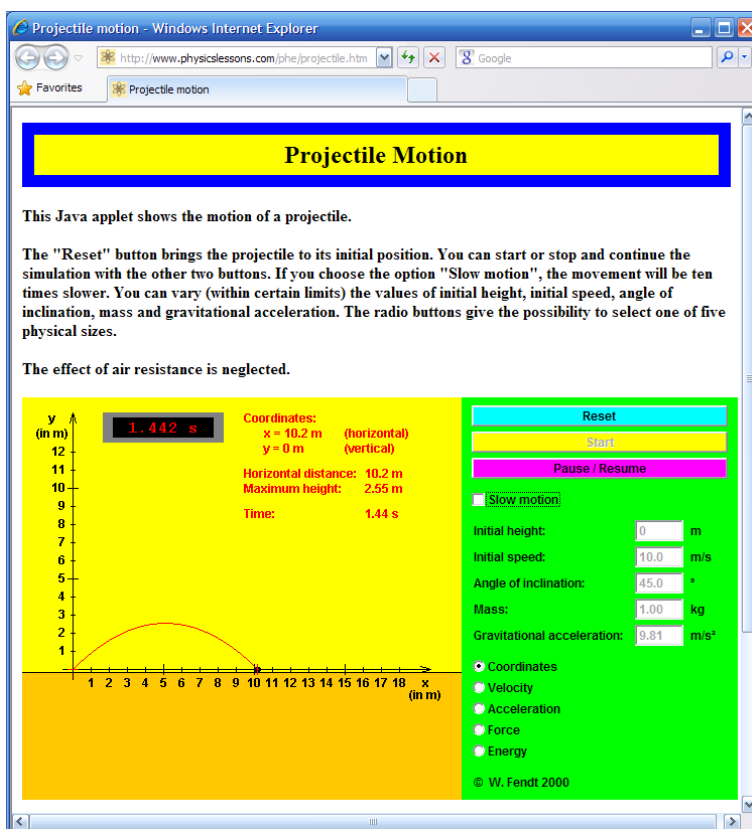 Projectile motion - Windows Internet Explorer
http://www.physicslessons.com/phe/projectile.htm
Google
Favorites
Projectile motion
Projectile Motion
This Java applet shows the motion of a projectile.
The "Reset" button brings the projectile to its initial position. You can start or stop and continue the
simulation with the other two buttons. If you choose the option "Slow motion", the movement will be ten
times slower. You can vary (within certain limits) the values of initial height, initial speed, angle of
inclination, mass and gravitational acceleration. The radio buttons give the possibility to select one of five
physical sizes.
The effect of air resistance is neglected.
y
(in m)
12
11
10
9
8
7
6
5
4
3
2
1
1 2 3 4 5 6 7 8 9 10 11 12 13 14 15 16 17 18 x
(in m)
1.442 s
Coordinates:
x = 10.2 m (horizontal)
y = 0 m (vertical)
Horizontal distance: 10.2 m
Maximum height: 2.55 m
Time: 1.44 s
Reset
Start
Pause / Resume
Slow motion
Initial height: 0 m
Initial speed: 10.0 m/s
Angle of inclination: 45.0 °
Mass: 1.00 kg
Gravitational acceleration: 9.81 m/s²
Coordinates
Velocity
Acceleration
Force
Energy
© W. Fendt 2000